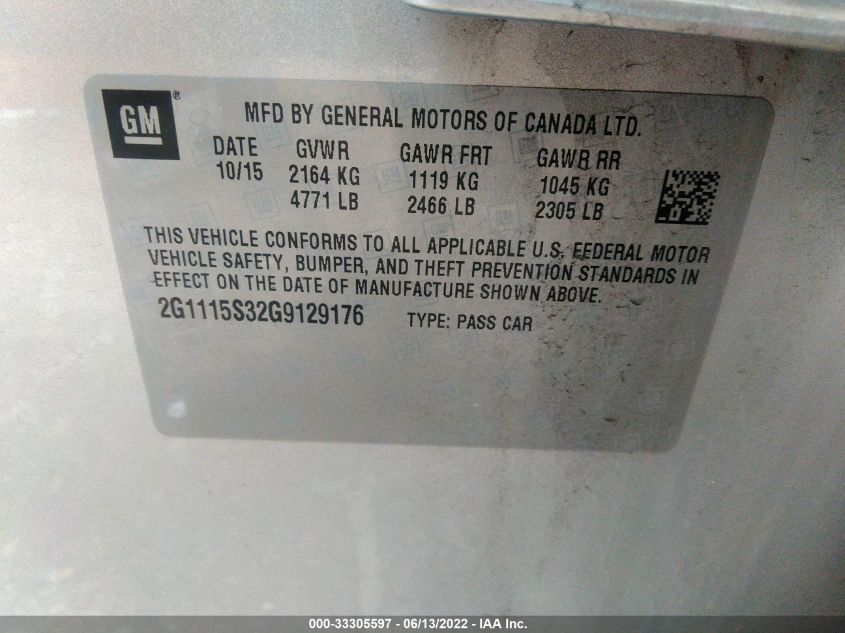 GM®
MFD BY GENERAL MOTORS OF CANADA LTD.
DATE GVWR GAWR FRT GAWR RR
10/15 2164 KG 1119 KG 1045 KG
4771 LB 2466 LB 2305 LB
THIS VEHICLE CONFORMS TO ALL APPLICABLE U.S. FEDERAL MOTOR
VEHICLE SAFETY, BUMPER, AND THEFT PREVENTION STANDARDS IN
EFFECT ON THE DATE OF MANUFACTURE SHOWN ABOVE.
2G1115S32G9129176 TYPE: PASS CAR
000-33305597 - 06/13/2022 - IAA Inc.